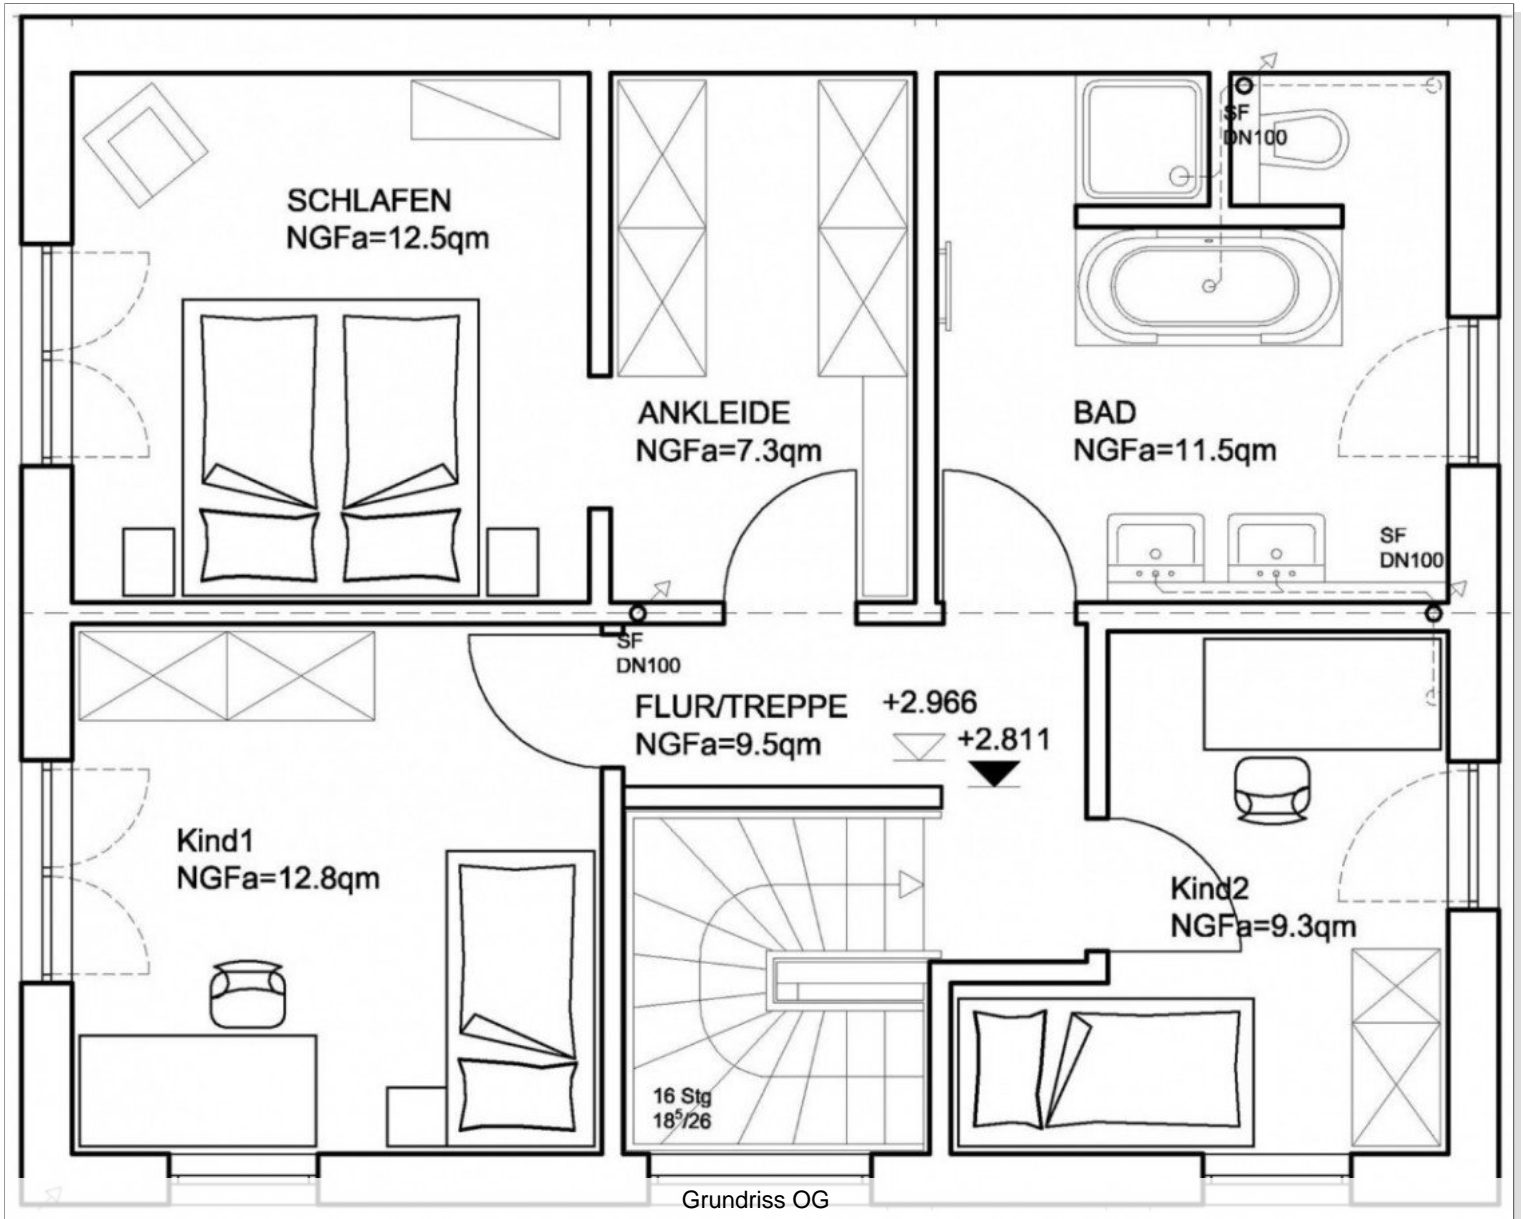 SF
DN100
SCHLAFEN
NGFa=12.5qm
ANKLEIDE
NGFa=7.3qm
BAD
NGFa=11.5qm
SF
DN100
SF
DN100
FLUR/TREPPE
NGFa=9.5qm
+2.966
+2.811
Kind1
NGFa=12.8qm
Kind2
NGFa=9.3qm
16 Stg
18⁵/26
Grundriss OG